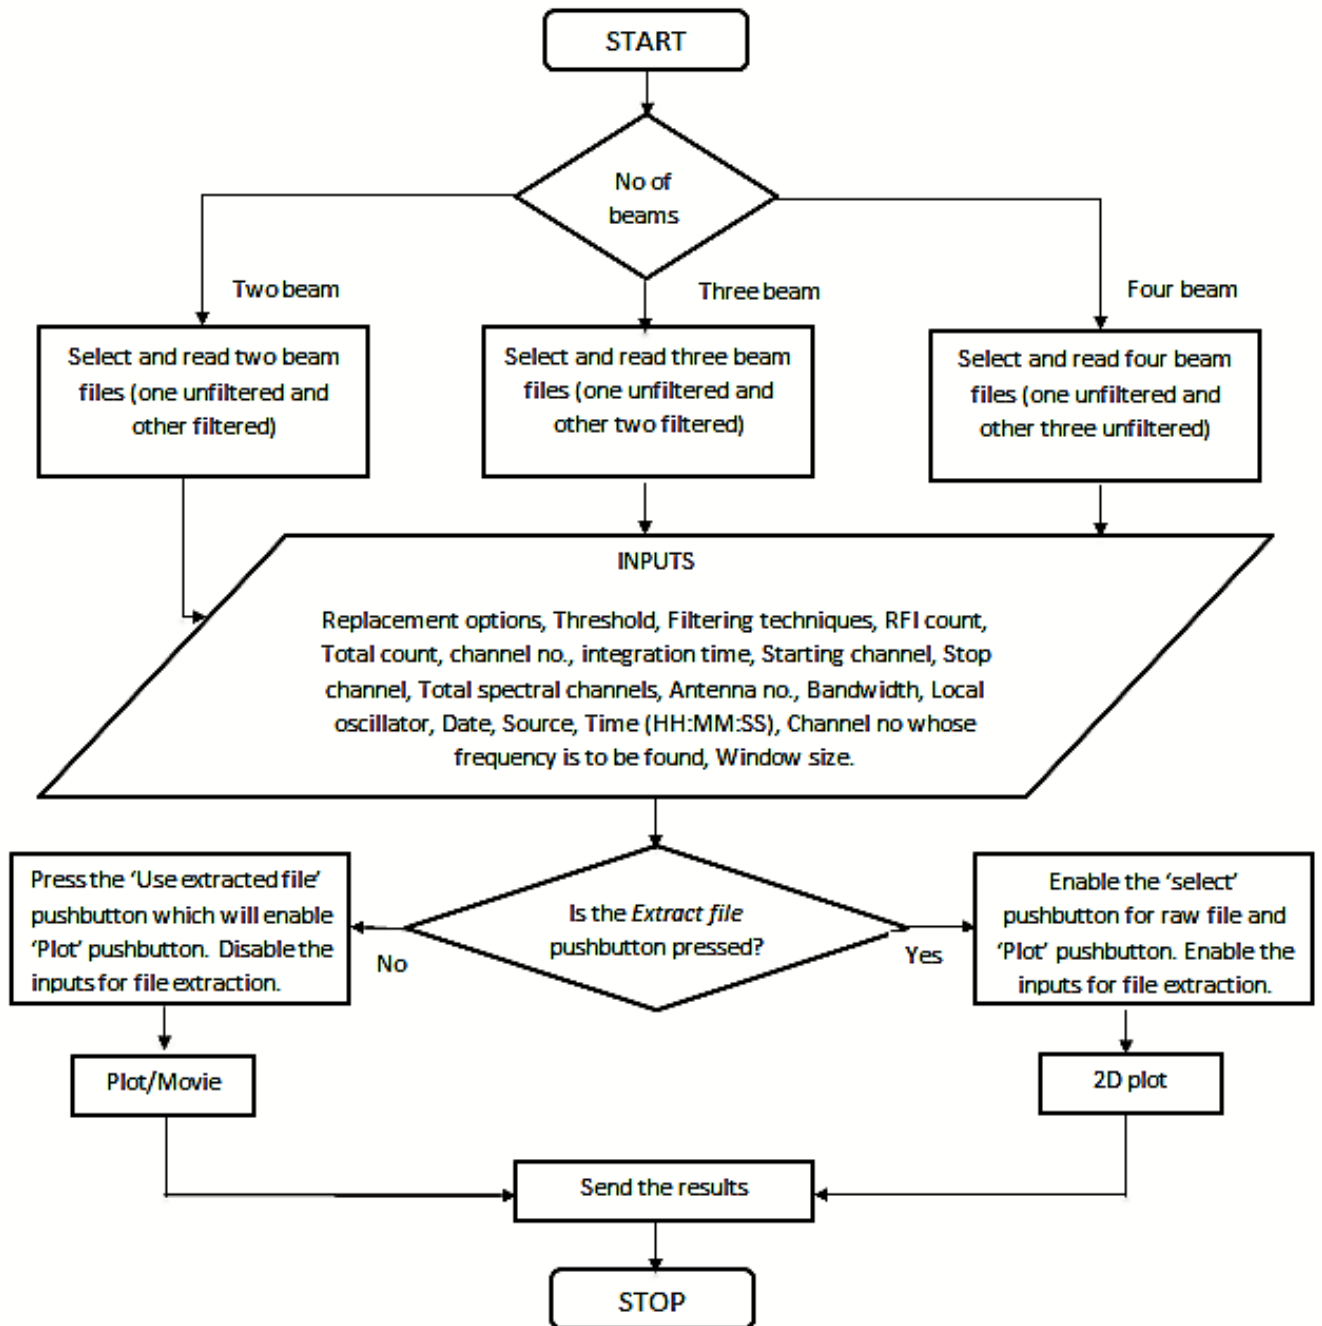 START
No of
beams
Two beam
Three beam
Four beam
Select and read two beam
files (one unfiltered and
other filtered)
Select and read three beam
files (one unfiltered and
other two filtered)
Select and read four beam
files (one unfiltered and
other three unfiltered)
INPUTS
Replacement options, Threshold, Filtering techniques, RFI count,
Total count, channel no., integration time, Starting channel, Stop
channel, Total spectral channels, Antenna no., Bandwidth, Local
oscillator, Date, Source, Time (HH:MM:SS), Channel no whose
frequency is to be found, Window size.
Press the ‘Use extracted file’
pushbutton which will enable
‘Plot’ pushbutton. Disable the
inputs for file extraction.
Is the Extract file
pushbutton pressed?
No
Yes
Enable the ‘select’
pushbutton for raw file and
‘Plot’ pushbutton. Enable the
inputs for file extraction.
Plot/Movie
2D plot
Send the results
STOP